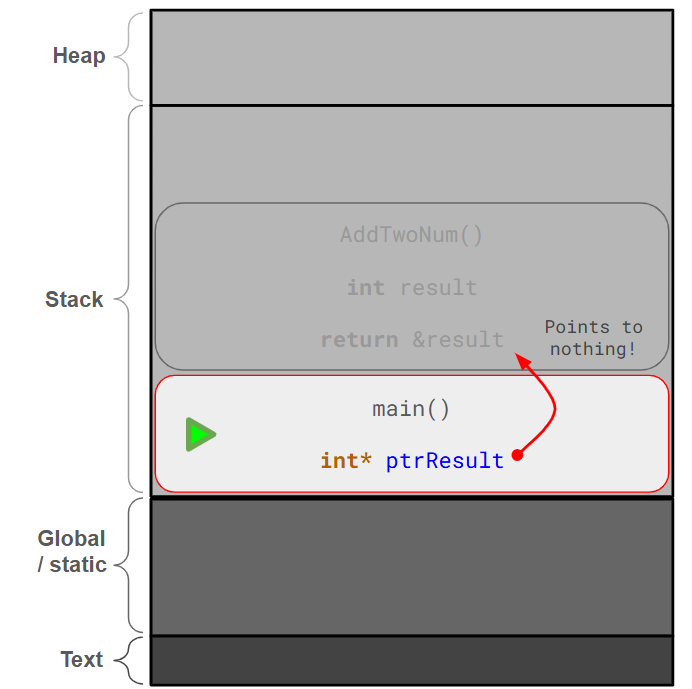 Heap
AddTwoNum()
int result
Stack
return &result
Points to
nothing!
main()
int* ptrResult
Global
/ static
Text